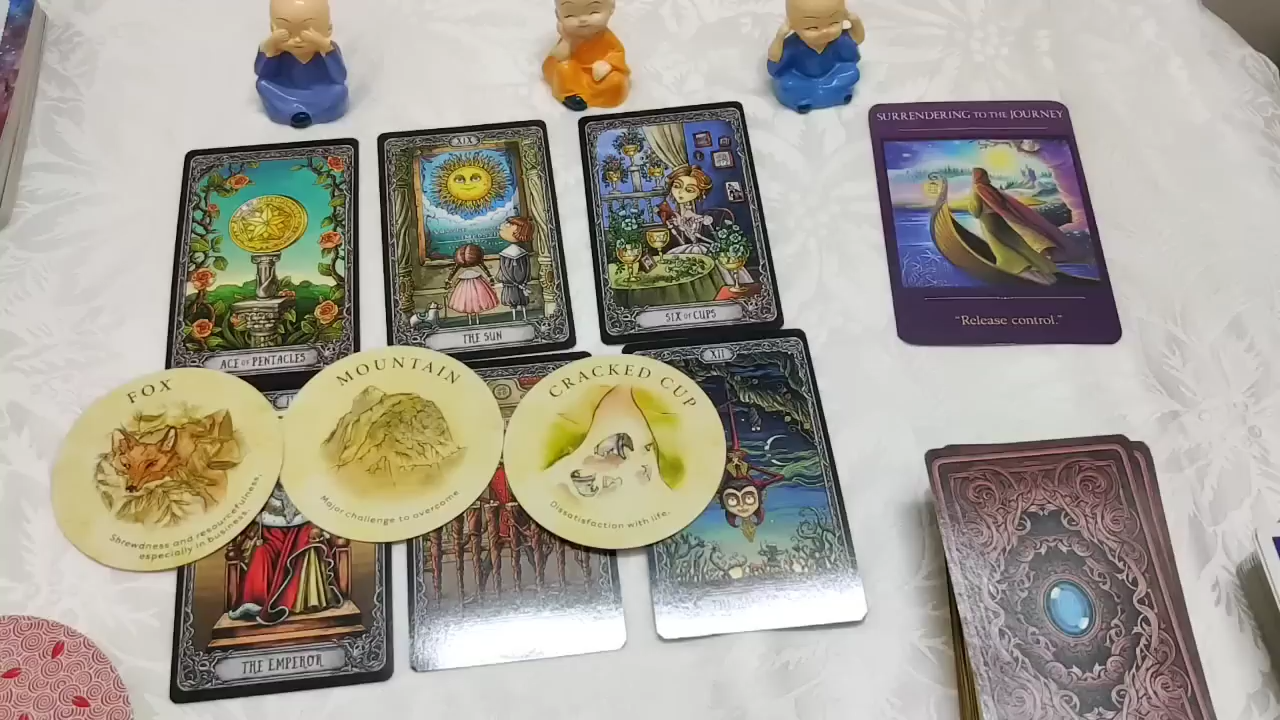 SURRENDERING TO THE JOURNEY
"Release control."
XIX
ACE OF PENTACLES
THE SUN
SIX OF CUPS
FOX
Shrewdness and resourcefulness,
especially in business.
MOUNTAIN
Major challenge to overcome
CRACKED CUP
Dissatisfaction with life.
XII
THE EMPEROR